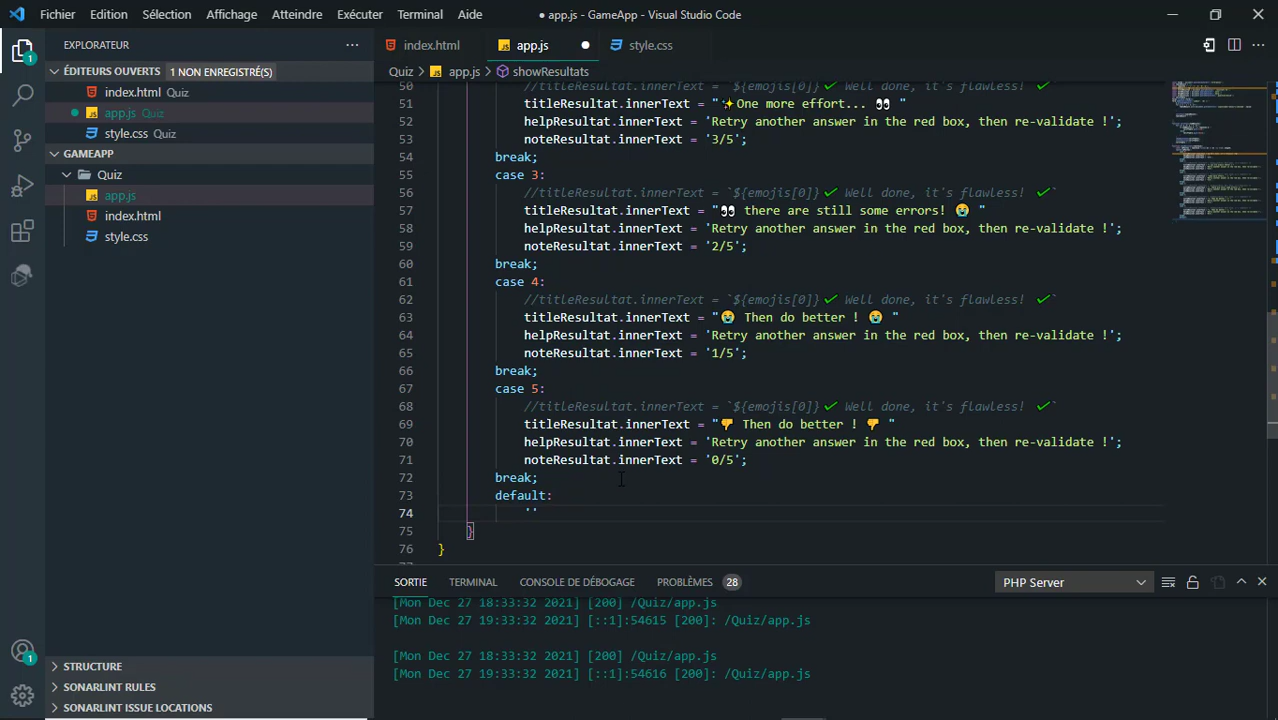 Fichier Edition Sélection Affichage Atteindre Exécuter Terminal Aide ● app.js - GameApp - Visual Studio Code
EXPLORATEUR ···
ÉDITEURS OUVERTS 1 NON ENREGISTRÉ(S)
index.html Quiz
app.js Quiz
style.css Quiz
GAMEAPP
Quiz
app.js
index.html
style.css
STRUCTURE
SONARLINT RULES
SONARLINT ISSUE LOCATIONS
1
1
index.html app.js style.css
Quiz > app.js > showResultats
50 //titleResultat.innerText = `${emojis[0]}✔ Well done, it's flawless! ✔`
51 titleResultat.innerText = "✨One more effort... 👀 "
52 helpResultat.innerText = 'Retry another answer in the red box, then re-validate !';
53 noteResultat.innerText = '3/5';
54 break;
55 case 3:
56 //titleResultat.innerText = `${emojis[0]}✔ Well done, it's flawless! ✔`
57 titleResultat.innerText = "👀 there are still some errors! 😭 "
58 helpResultat.innerText = 'Retry another answer in the red box, then re-validate !';
59 noteResultat.innerText = '2/5';
60 break;
61 case 4:
62 //titleResultat.innerText = `${emojis[0]}✔ Well done, it's flawless! ✔`
63 titleResultat.innerText = "😭 Then do better ! 😭 "
64 helpResultat.innerText = 'Retry another answer in the red box, then re-validate !';
65 noteResultat.innerText = '1/5';
66 break;
67 case 5:
68 //titleResultat.innerText = `${emojis[0]}✔ Well done, it's flawless! ✔`
69 titleResultat.innerText = "👎 Then do better ! 👎 "
70 helpResultat.innerText = 'Retry another answer in the red box, then re-validate !';
71 noteResultat.innerText = '0/5';
72 break;
73 default:
74 ''
75 }
76 }
SORTIE TERMINAL CONSOLE DE DÉBOGAGE PROBLÈMES 28 PHP Server
[Mon Dec 27 18:33:32 2021] [200] /Quiz/app.js
[Mon Dec 27 19:33:32 2021] [::1]:54615 [200]: /Quiz/app.js
[Mon Dec 27 18:33:32 2021] [200] /Quiz/app.js
[Mon Dec 27 19:33:32 2021] [::1]:54616 [200]: /Quiz/app.js